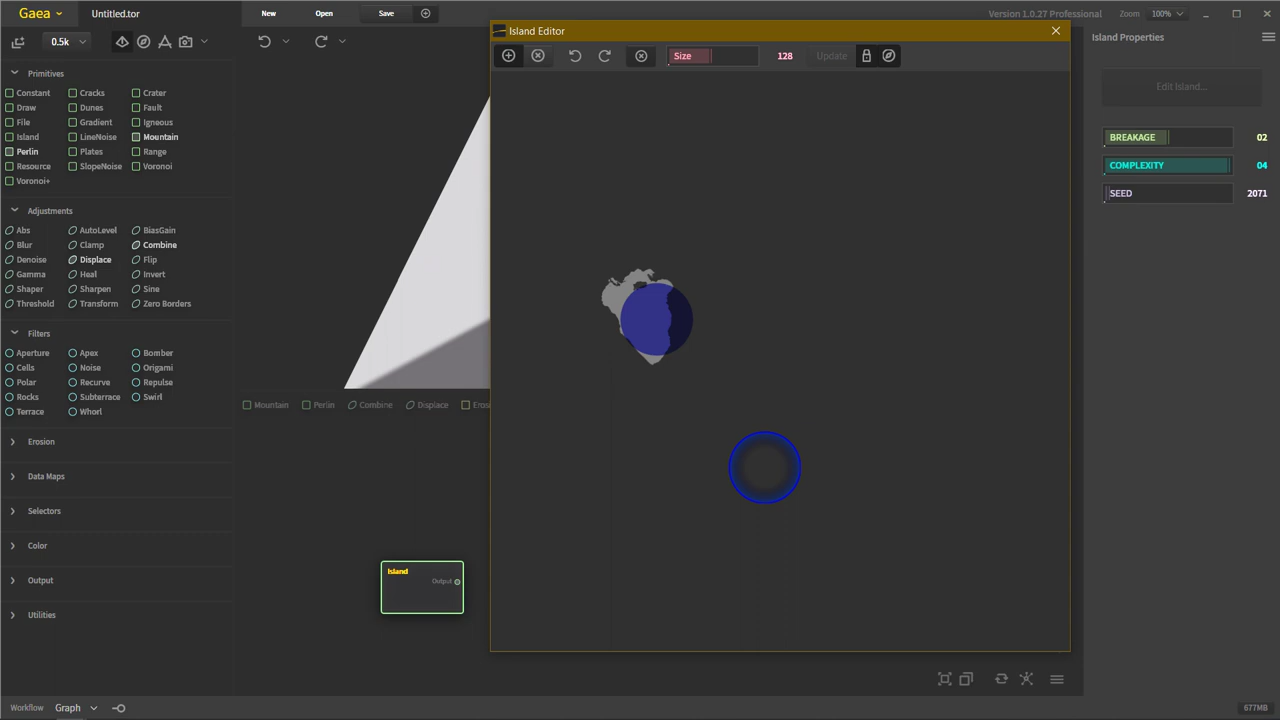 Gaea
Untitled.tor
New
Open
Save
Version 1.0.27 Professional
Zoom
100%
0.5k
Island Editor
Size
128
Update
Island Properties
Edit Island...
BREAKAGE
02
COMPLEXITY
04
SEED
2071
Primitives
Constant
Cracks
Crater
Draw
Dunes
Fault
File
Gradient
Igneous
Island
LineNoise
Mountain
Perlin
Plates
Range
Resource
SlopeNoise
Voronoi
Voronoi+
Adjustments
Abs
AutoLevel
BiasGain
Blur
Clamp
Combine
Denoise
Displace
Flip
Gamma
Heal
Invert
Shaper
Sharpen
Sine
Threshold
Transform
Zero Borders
Filters
Aperture
Apex
Bomber
Cells
Noise
Origami
Polar
Recurve
Repulse
Rocks
Subterrace
Swirl
Terrace
Whorl
Erosion
Data Maps
Selectors
Color
Output
Utilities
Mountain
Perlin
Combine
Displace
Eros
Island
Output
Workflow
Graph
677MB